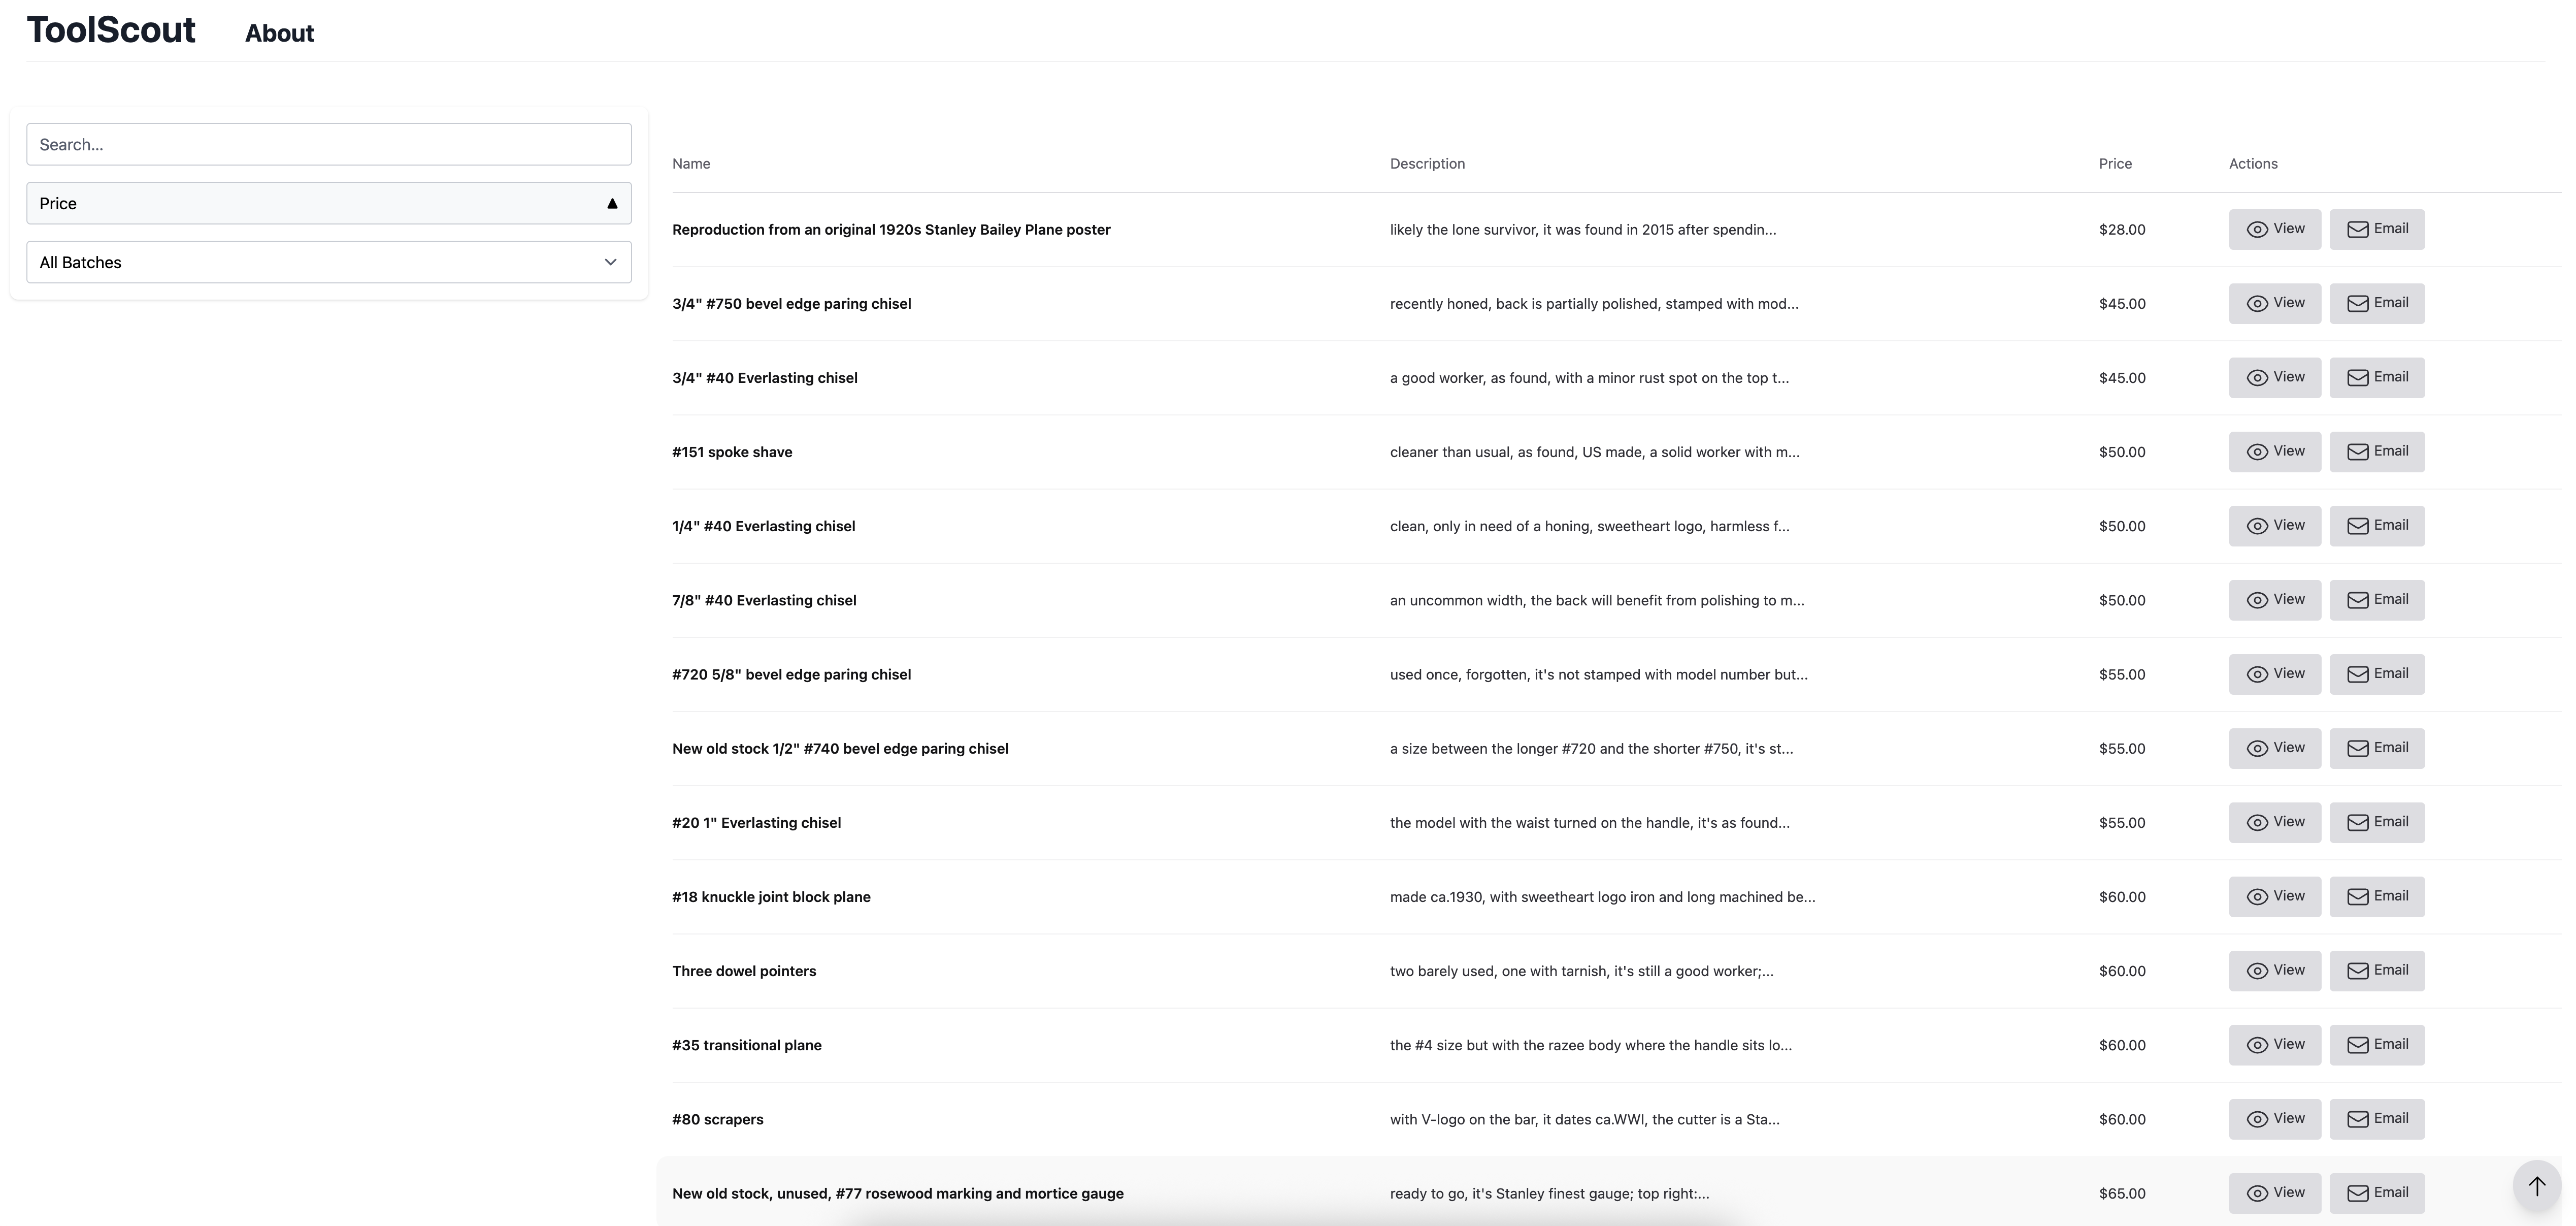 ToolScout About
Search...
Price
All Batches
Name Description Price Actions
Reproduction from an original 1920s Stanley Bailey Plane poster likely the lone survivor, it was found in 2015 after spendin... $28.00 View Email
3/4" #750 bevel edge paring chisel recently honed, back is partially polished, stamped with mod... $45.00 View Email
3/4" #40 Everlasting chisel a good worker, as found, with a minor rust spot on the top t... $45.00 View Email
#151 spoke shave cleaner than usual, as found, US made, a solid worker with m... $50.00 View Email
1/4" #40 Everlasting chisel clean, only in need of a honing, sweetheart logo, harmless f... $50.00 View Email
7/8" #40 Everlasting chisel an uncommon width, the back will benefit from polishing to m... $50.00 View Email
#720 5/8" bevel edge paring chisel used once, forgotten, it's not stamped with model number but... $55.00 View Email
New old stock 1/2" #740 bevel edge paring chisel a size between the longer #720 and the shorter #750, it's st... $55.00 View Email
#20 1" Everlasting chisel the model with the waist turned on the handle, it's as found... $55.00 View Email
#18 knuckle joint block plane made ca.1930, with sweetheart logo iron and long machined be... $60.00 View Email
Three dowel pointers two barely used, one with tarnish, it's still a good worker;... $60.00 View Email
#35 transitional plane the #4 size but with the razee body where the handle sits lo... $60.00 View Email
#80 scrapers with V-logo on the bar, it dates ca.WWI, the cutter is a Sta... $60.00 View Email
New old stock, unused, #77 rosewood marking and mortice gauge ready to go, it's Stanley finest gauge; top right:... $65.00 View Email